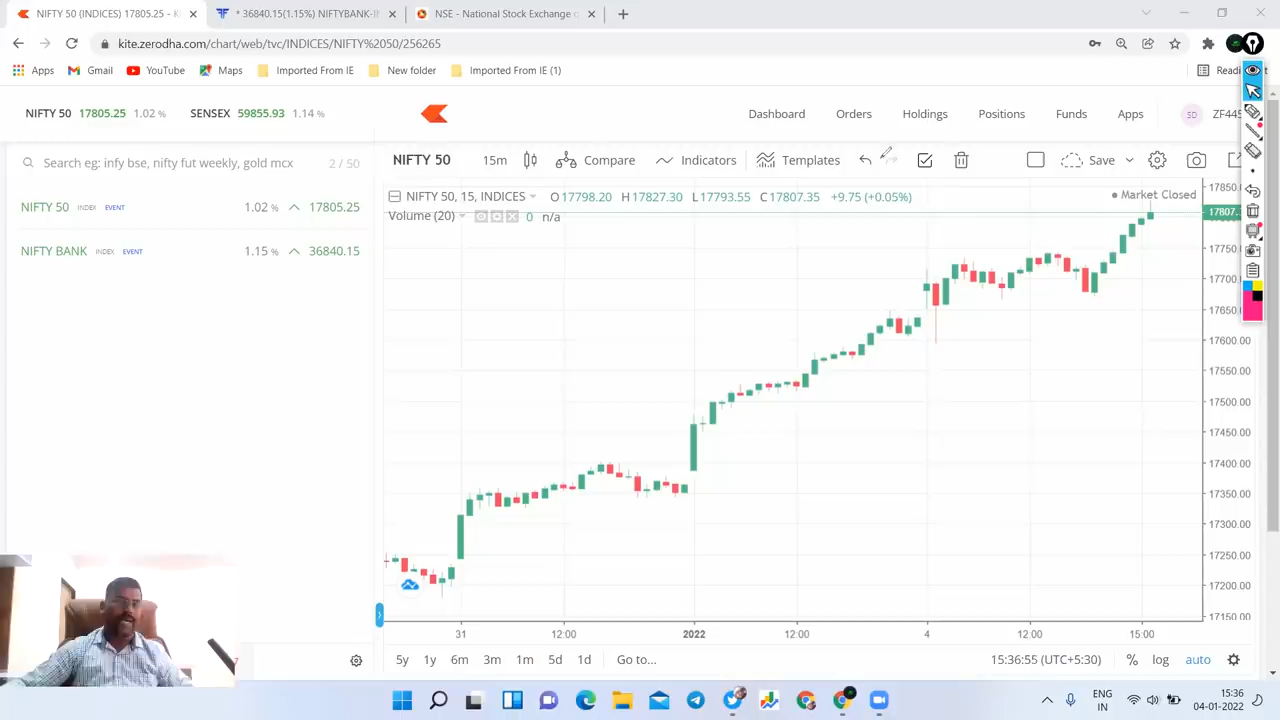 NIFTY 50 (INDICES) 17805.25 - K
* 36840.15(1.15%) NIFTYBANK-I
NSE - National Stock Exchange o
kite.zerodha.com/chart/web/tvc/INDICES/NIFTY%2050/256265
Apps
Gmail
YouTube
Maps
Imported From IE
New folder
Imported From IE (1)
NIFTY 50 17805.25 1.02 %
SENSEX 59855.93 1.14 %
Dashboard
Orders
Holdings
Positions
Funds
Apps
SD
Search eg: infy bse, nifty fut weekly, gold mcx
2 / 50
NIFTY 50 INDEX EVENT 1.02 % 17805.25
NIFTY BANK INDEX EVENT 1.15 % 36840.15
NIFTY 50
15m
Compare
Indicators
Templates
Save
NIFTY 50, 15, INDICES
O17798.20 H17827.30 L17793.55 C17807.35 +9.75 (+0.05%)
Market Closed
Volume (20)
0 n/a
17750.00
17700.00
17650.00
17600.00
17550.00
17500.00
17450.00
17400.00
17350.00
17300.00
17250.00
17200.00
17150.00
31
12:00
2022
12:00
4
12:00
15:00
5y
1y
6m
3m
1m
5d
1d
Go to...
15:36:55 (UTC+5:30)
%
log
auto
ENG
IN
15:36
04-01-2022